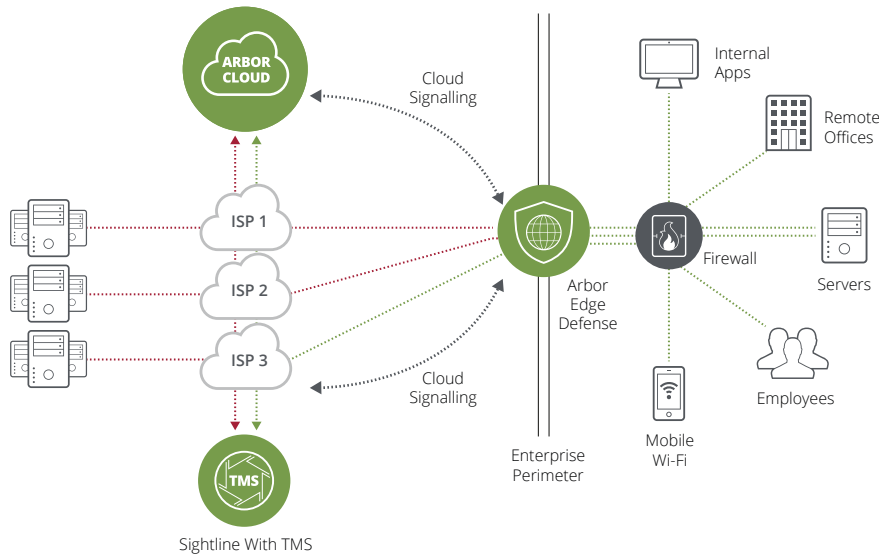 ARBOR
CLOUD
Cloud
Signalling
Internal
Apps
Remote
Offices
ISP 1
ISP 2
ISP 3
Arbor
Edge
Defense
Firewall
Servers
Cloud
Signalling
Employees
Mobile
Wi-Fi
Enterprise
Perimeter
TMS
Sightline With TMS